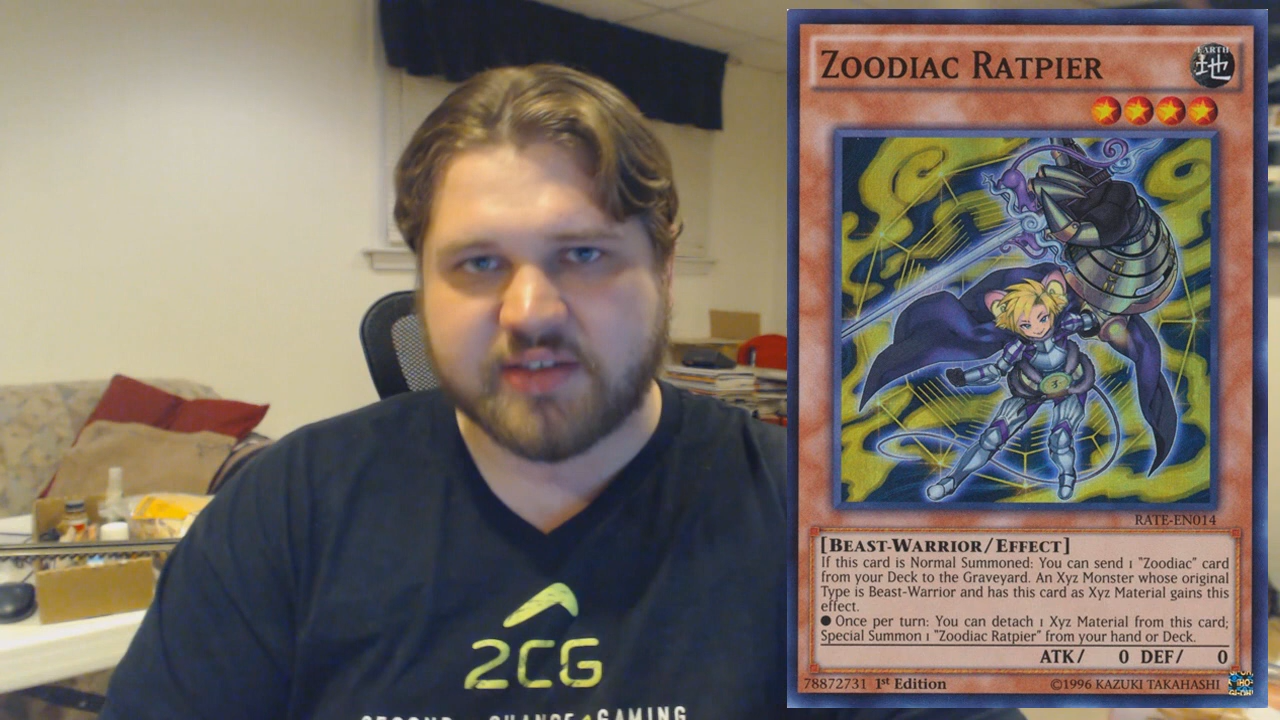 2CG
SECOND CHANCE GAMING
ZOODIAC RATPIER
EARTH
地
RATE-EN014
[BEAST-WARRIOR/EFFECT]
If this card is Normal Summoned: You can send 1 "Zoodiac" card
from your Deck to the Graveyard. An Xyz Monster whose original
Type is Beast-Warrior and has this card as Xyz Material gains this
effect.
● Once per turn: You can detach 1 Xyz Material from this card;
Special Summon 1 "Zoodiac Ratpier" from your hand or Deck.
ATK/ 0 DEF/ 0
78872731 1st Edition ©1996 KAZUKI TAKAHASHI